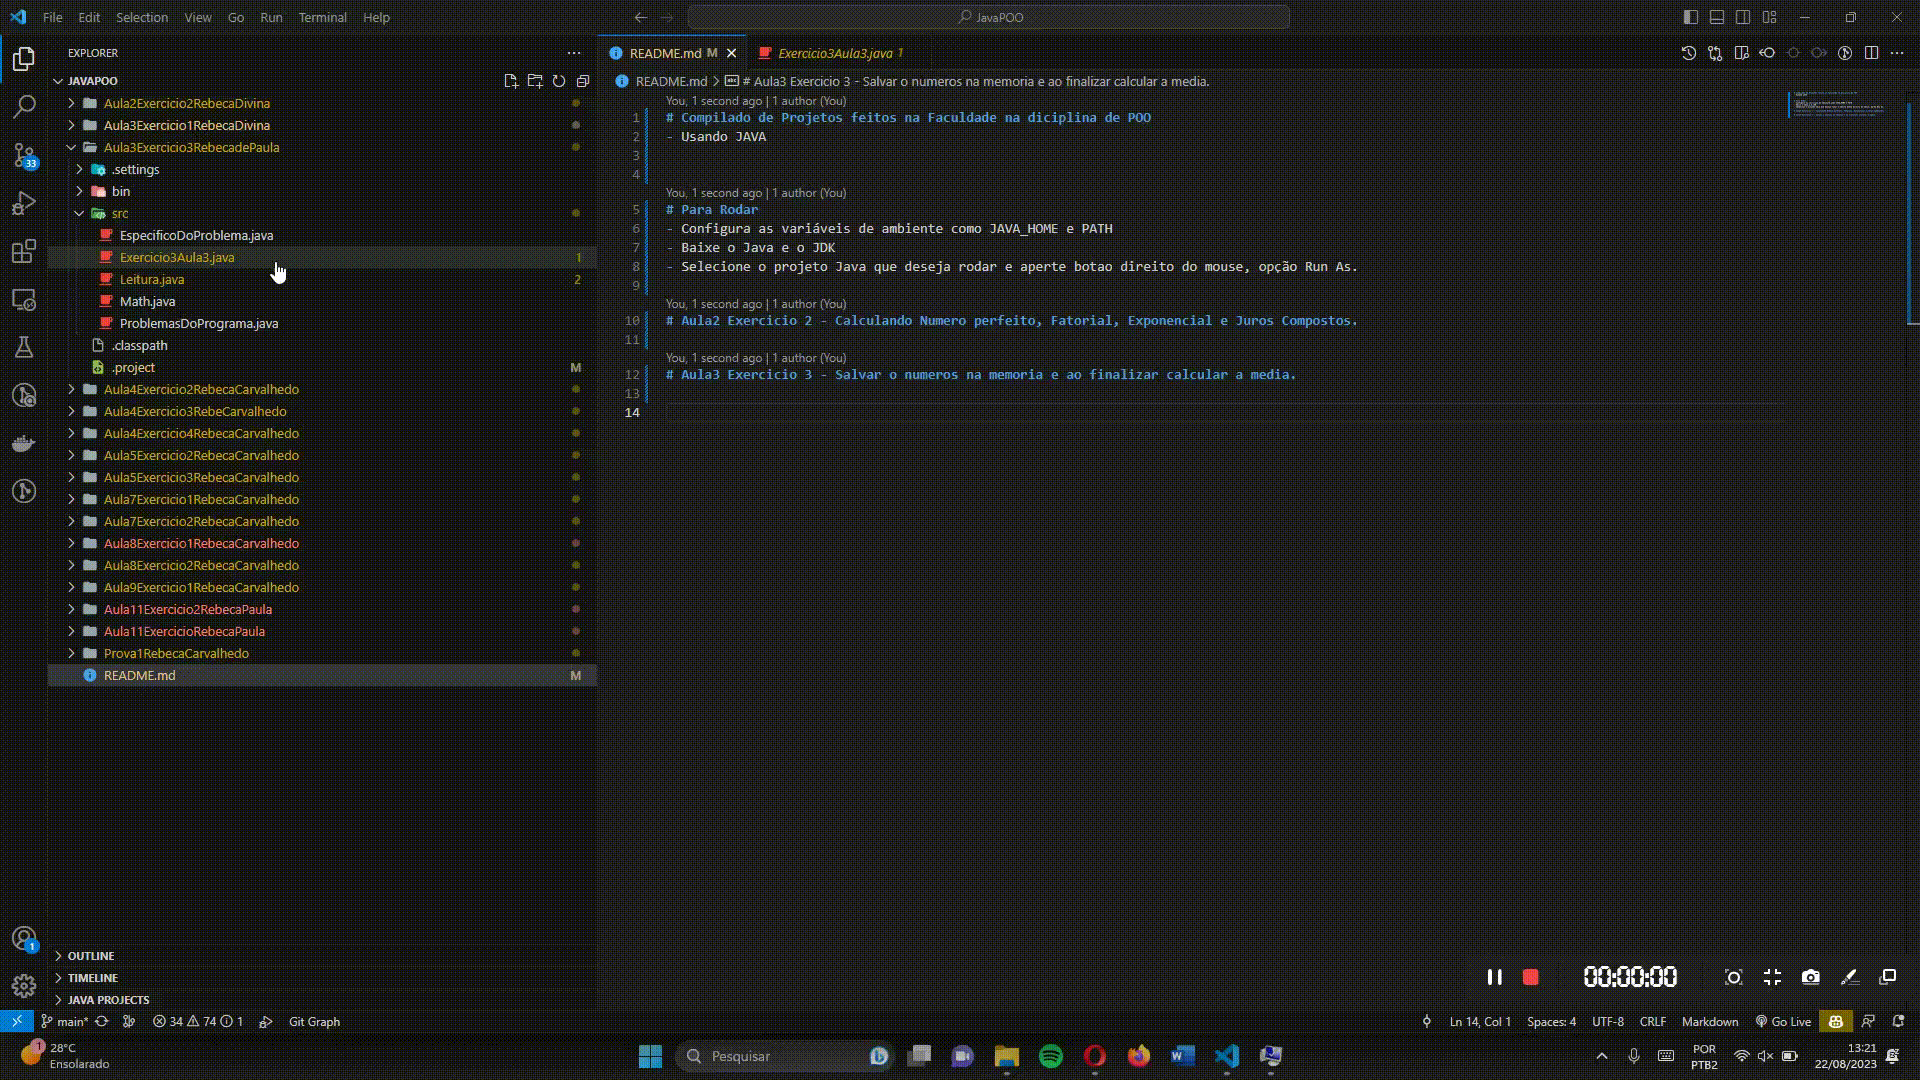 File Edit Selection View Go Run Terminal Help
JavaPOO
EXPLORER
JAVAPOO
Aula2Exercicio2RebecaDivina
Aula3Exercicio1RebecaDivina
Aula3Exercicio3RebecadePaula
.settings
bin
src
EspecificoDoProblema.java
Exercicio3Aula3.java 1
Leitura.java 2
Math.java
ProblemasDoPrograma.java
.classpath
.project M
Aula4Exercicio2RebecaCarvalhedo
Aula4Exercicio3RebeCarvalhedo
Aula4Exercicio4RebecaCarvalhedo
Aula5Exercicio2RebecaCarvalhedo
Aula5Exercicio3RebecaCarvalhedo
Aula7Exercicio1RebecaCarvalhedo
Aula7Exercicio2RebecaCarvalhedo
Aula8Exercicio1RebecaCarvalhedo
Aula8Exercicio2RebecaCarvalhedo
Aula9Exercicio1RebecaCarvalhedo
Aula11Exercicio2RebecaPaula
Aula11ExercicioRebecaPaula
Prova1RebecaCarvalhedo
README.md M
33
1
OUTLINE
TIMELINE
JAVA PROJECTS
README.md M Exercicio3Aula3.java 1
README.md > # Aula3 Exercicio 3 - Salvar o numeros na memoria e ao finalizar calcular a media.
You, 1 second ago | 1 author (You)
1 # Compilado de Projetos feitos na Faculdade na diciplina de POO
2 - Usando JAVA
3
4
You, 1 second ago | 1 author (You)
5 # Para Rodar
6 - Configura as variáveis de ambiente como JAVA_HOME e PATH
7 - Baixe o Java e o JDK
8 - Selecione o projeto Java que deseja rodar e aperte botao direito do mouse, opção Run As.
9
You, 1 second ago | 1 author (You)
10 # Aula2 Exercicio 2 - Calculando Numero perfeito, Fatorial, Exponencial e Juros Compostos.
11
You, 1 second ago | 1 author (You)
12 # Aula3 Exercicio 3 - Salvar o numeros na memoria e ao finalizar calcular a media.
13
14
00:00:00
main* 34 74 1 Git Graph
Ln 14, Col 1 Spaces: 4 UTF-8 CRLF Markdown Go Live
1
28°C
Ensolarado
Pesquisar
POR
PTB2
13:21
22/08/2023